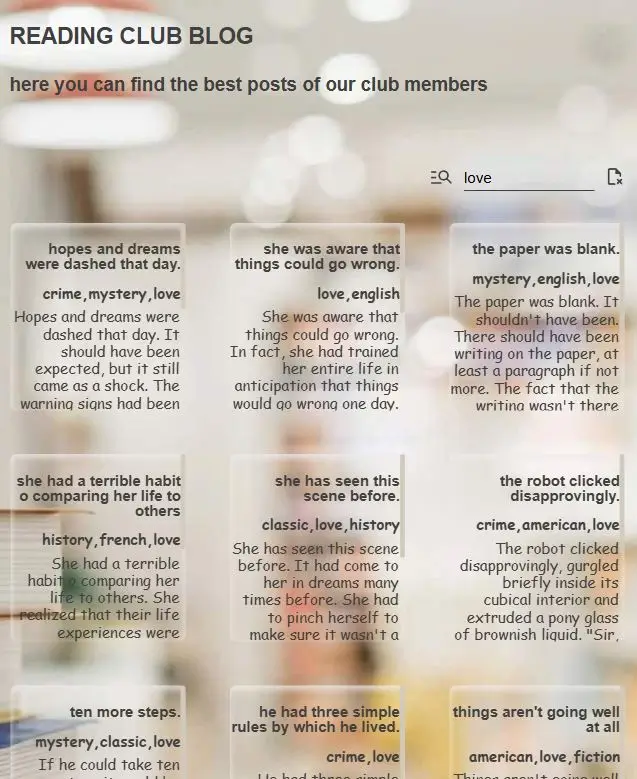 READING CLUB BLOG
here you can find the best posts of our club members
love
hopes and dreams
were dashed that day.
crime,mystery,love
Hopes and dreams were
dashed that day. It
should have been
expected, but it still
came as a shock. The
warning signs had been
she was aware that
things could go wrong.
love,english
She was aware that
things could go wrong.
In fact, she had trained
her entire life in
anticipation that things
would go wrong one day.
the paper was blank.
mystery,english,love
The paper was blank. It
shouldn't have been.
There should have been
writing on the paper, at
least a paragraph if not
more. The fact that the
writing wasn't there
she had a terrible habit
o comparing her life to
others
history,french,love
She had a terrible
habit o comparing her
life to others. She
realized that their life
experiences were
she has seen this
scene before.
classic,love,history
She has seen this scene
before. It had come to
her in dreams many
times before. She had
to pinch herself to
make sure it wasn't a
the robot clicked
disapprovingly.
crime,american,love
The robot clicked
disapprovingly, gurgled
briefly inside its
cubical interior and
extruded a pony glass
of brownish liquid. "Sir,
ten more steps.
mystery,classic,love
If he could take ten
he had three simple
rules by which he lived.
crime,love
He had three simple
things aren't going well
at all
american,love,fiction
Things aren't going well